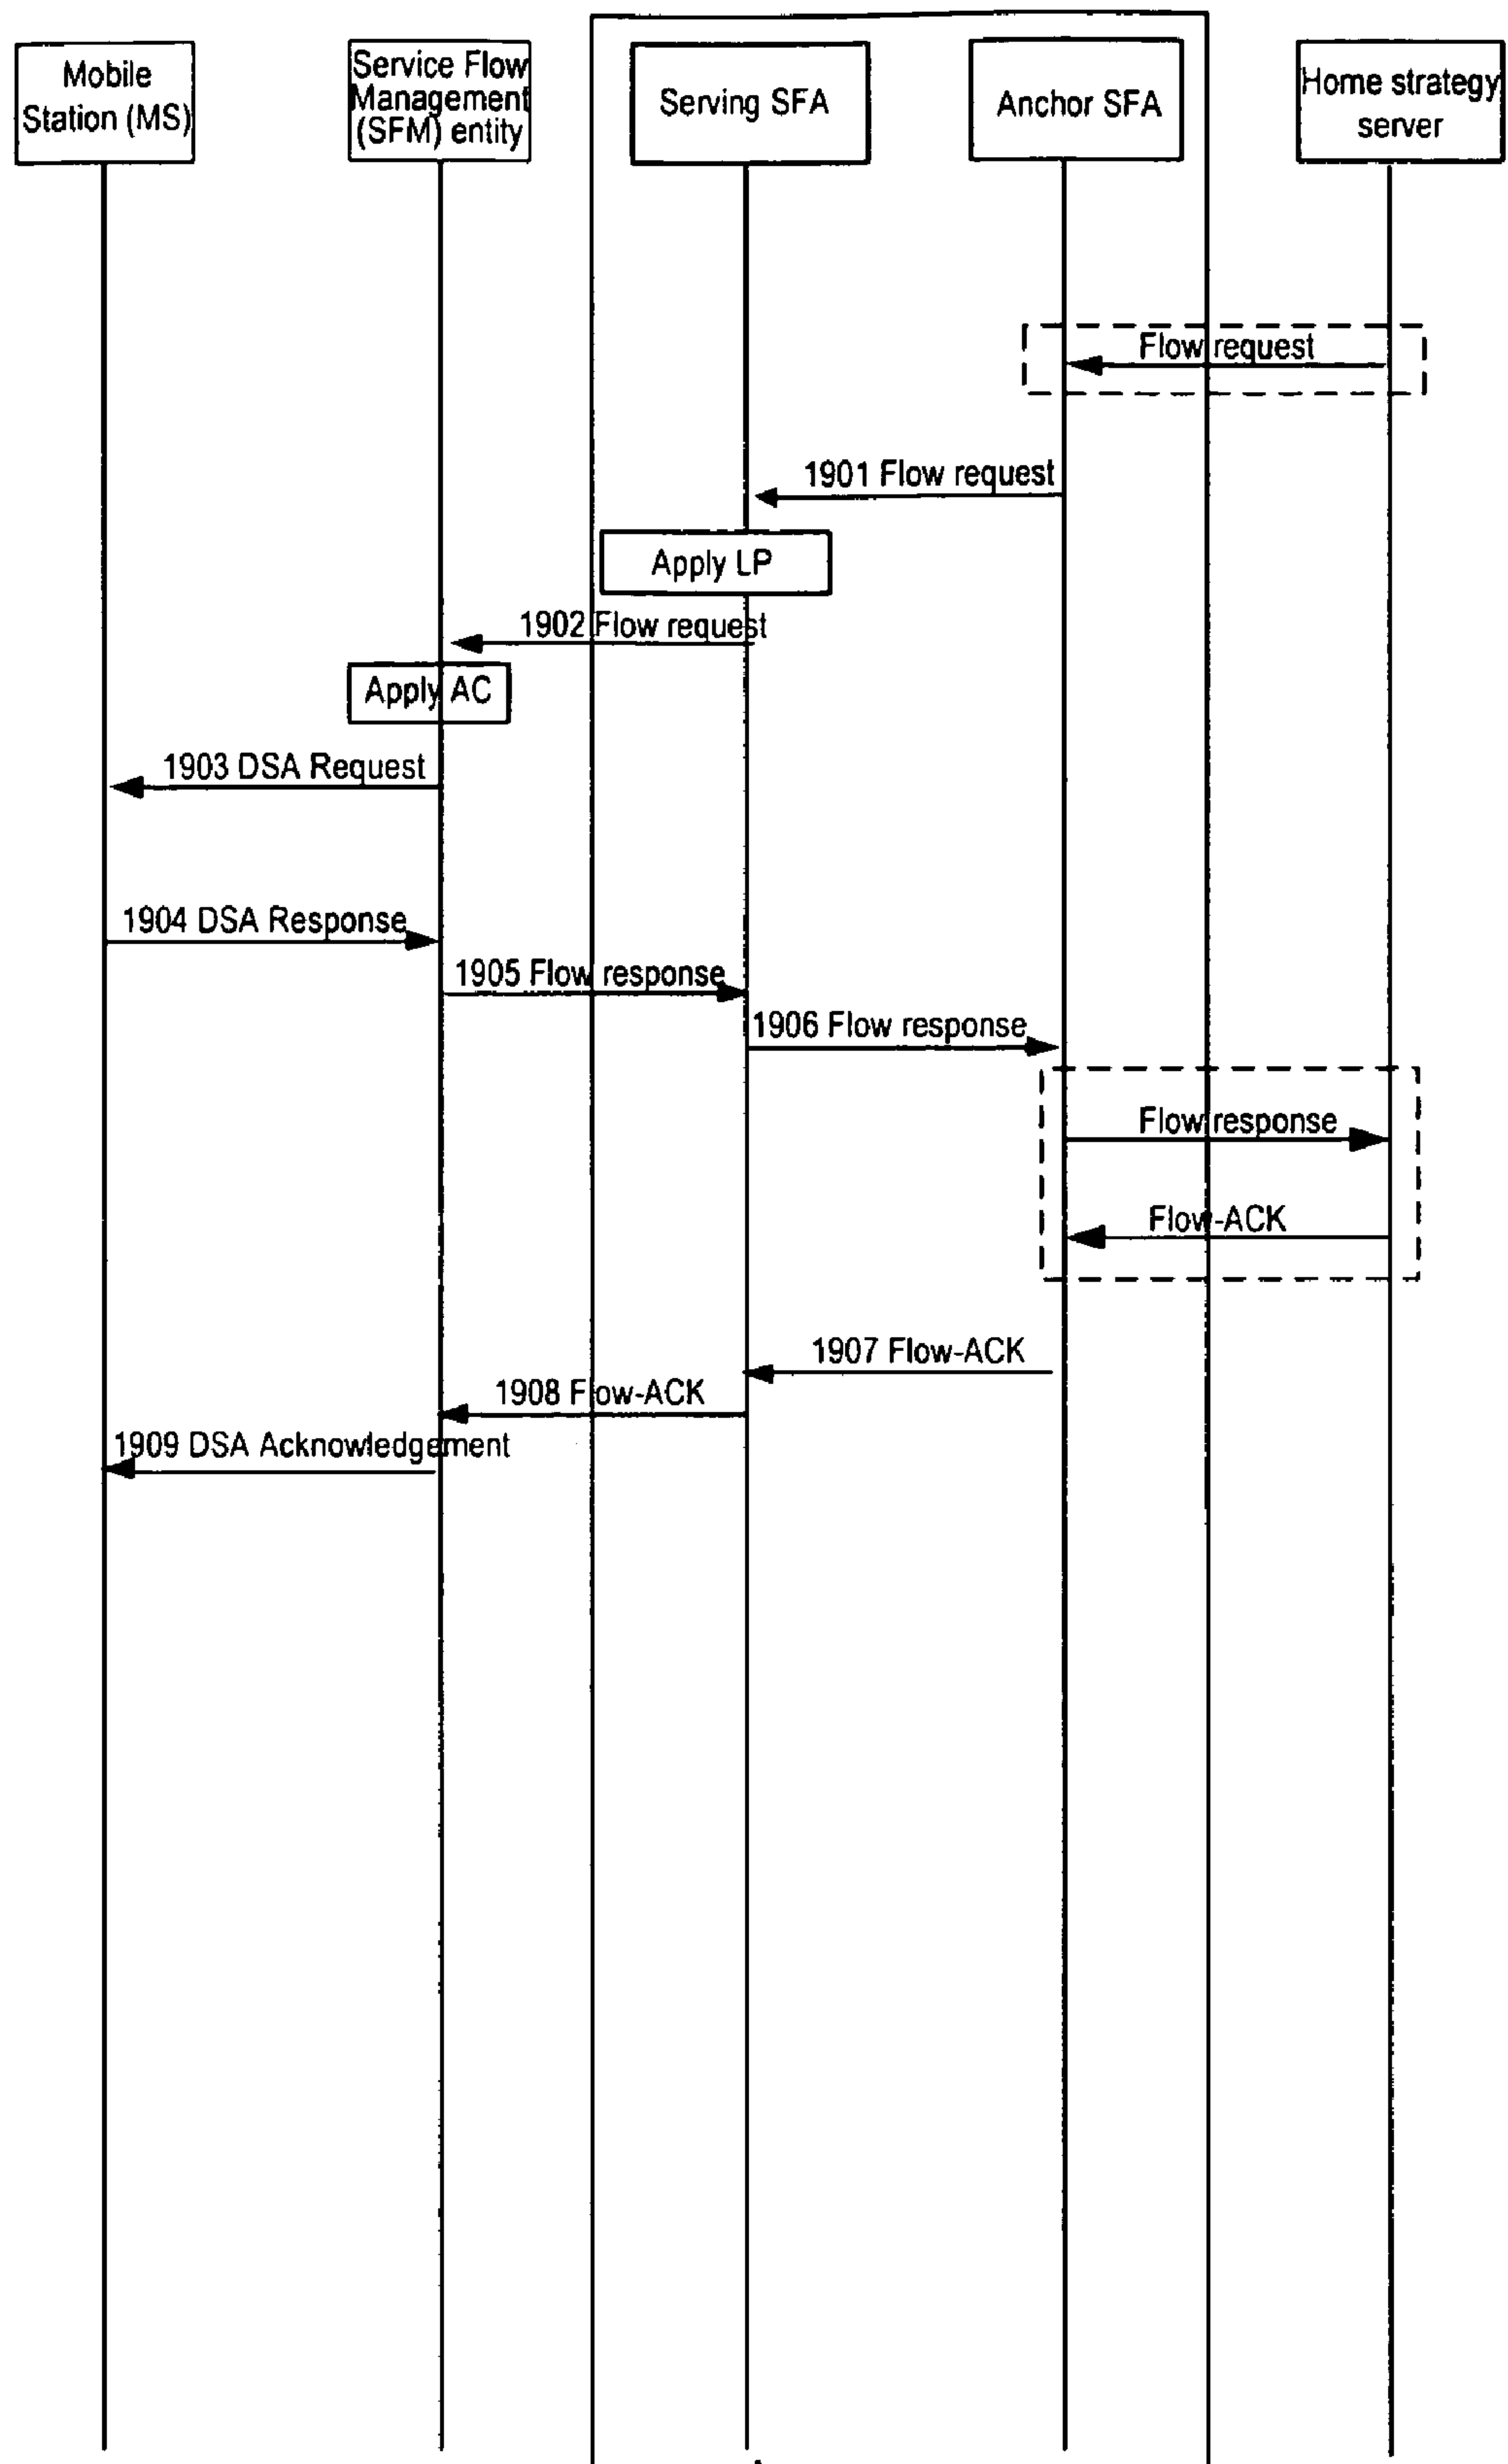 Mobile
Station (MS)
Service Flow
Management
(SFM) entity
Serving SFA
Anchor SFA
Home strategy
server
Flow request
1901 Flow request
Apply LP
1902 Flow request
Apply AC
1903 DSA Request
1904 DSA Response
1905 Flow response
1906 Flow response
Flow response
Flow-ACK
1907 Flow-ACK
1908 Flow-ACK
1909 DSA Acknowledgement